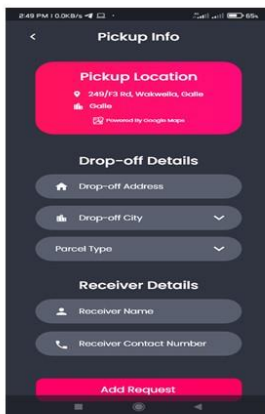 2:49 PM | 0.0KB/s
65%
Pickup Info
Pickup Location
249/F3 Rd, Wakwella, Galle
Galle
Powered By Google Maps
Drop-off Details
Drop-off Address
Drop-off City
Parcel Type
Receiver Details
Receiver Name
Receiver Contact Number
Add Request